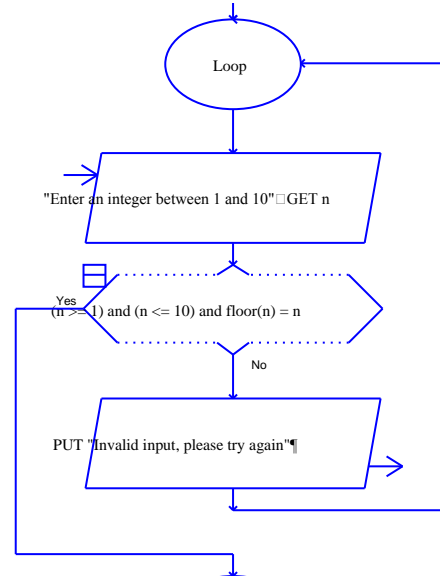 Loop
"Enter an integer between 1 and 10"□GET n
Yes
(n >= 1) and (n <= 10) and floor(n) = n
No
PUT "Invalid input, please try again"¶